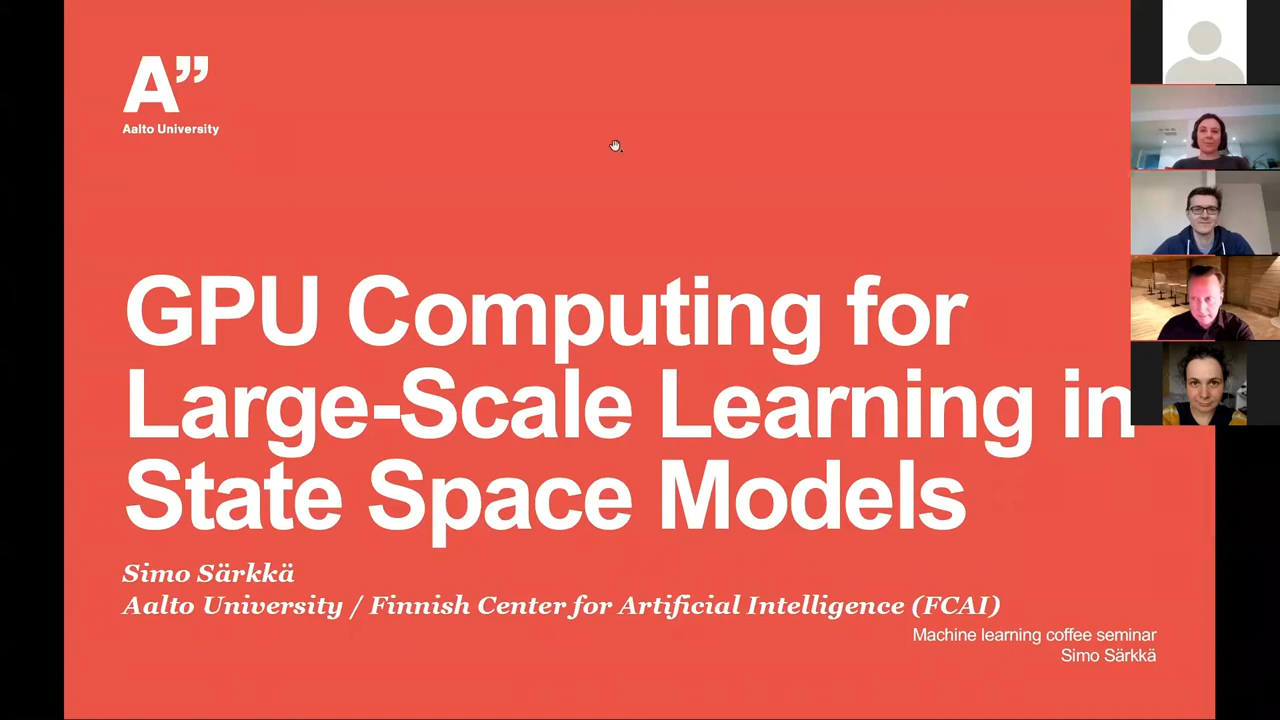 A”
Aalto University
GPU Computing for
Large-Scale Learning in
State Space Models
Simo Särkkä
Aalto University / Finnish Center for Artificial Intelligence (FCAI)
Machine learning coffee seminar
Simo Särkkä